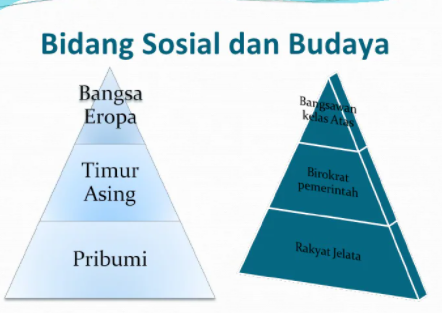 Bidang Sosial dan Budaya
Bangsa
Eropa
Timur
Asing
Pribumi
Bangsawan
kelas Atas
Birokrat
pemerintah
Rakyat Jelata